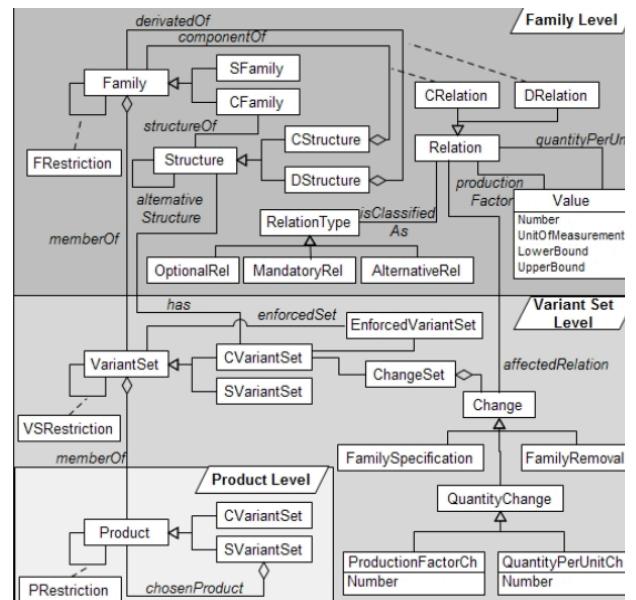 derivatedOf
Family Level
componentOf
Family
SFamily
CFamily
CRelation
DRelation
structureOf
FRestriction
Structure
CStructure
DStructure
Relation
quantityPerUn
production
Factor
alternative
Structure
RelationType
isClassified
As
Value
Number
UnitOfMeasurement
LowerBound
UpperBound
memberOf
OptionalRel
MandatoryRel
AlternativeRel
has
enforcedSet
EnforcedVariantSet
Variant Set
Level
VariantSet
CVariantSet
SVariantSet
ChangeSet
affectedRelation
Change
VSRestriction
memberOf
FamilySpecification
FamilyRemoval
Product Level
QuantityChange
Product
CVariantSet
SVariantSet
ProductionFactorCh
Number
QuantityPerUnitCh
Number
PRestriction
chosenProduct